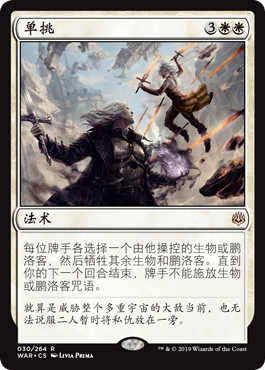 单挑 3
法术
每位牌手各选择一个由他操控的生物或鹏
洛客，然后牺牲其余生物和鹏洛客。直到
你的下一个回合结束，牌手不能施放生物
或鹏洛客咒语。
就算是威胁整个多重宇宙的大敌当前，也无
法说服二人暂时将私仇放在一旁。
030/264 R
WAR • CS LIVIA PRIMA
™ & © 2019 Wizards of the Coast